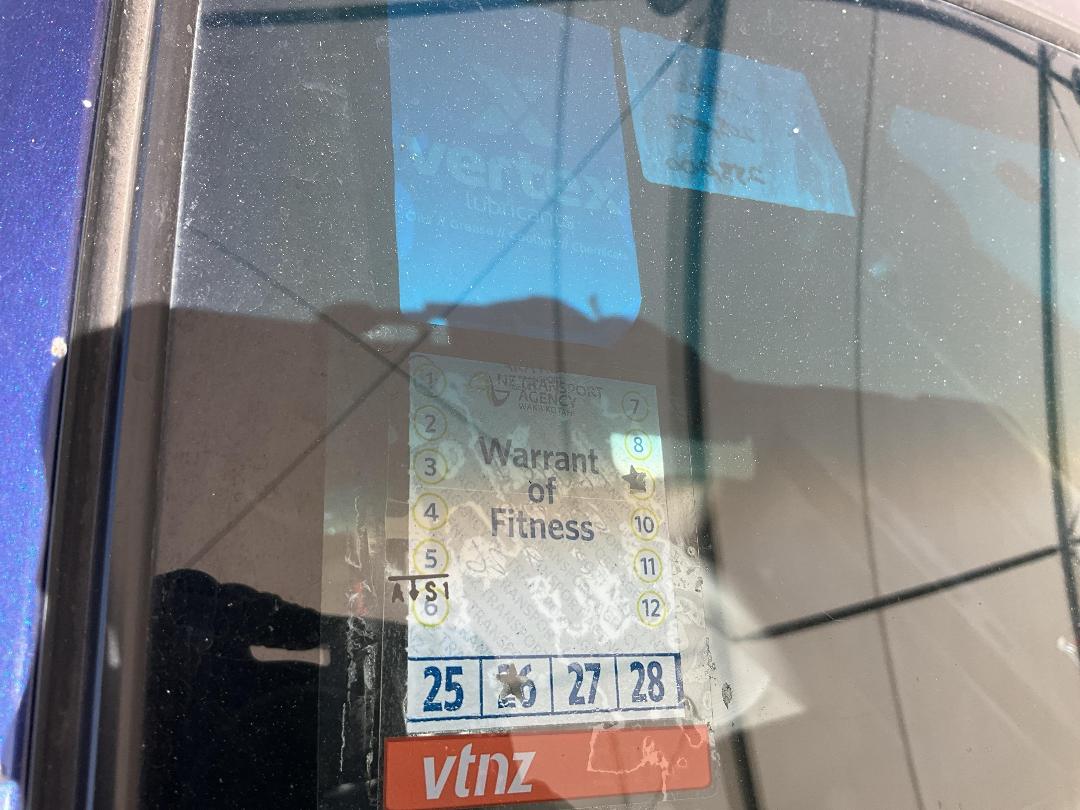 vertex
lubricants
NZ TRANSPORT
AGENCY
WAKA KOTAHI
Warrant
of
Fitness
1
2
3
4
5
6
7
8
10
11
12
A↓S1
25 26 27 28
vtnz